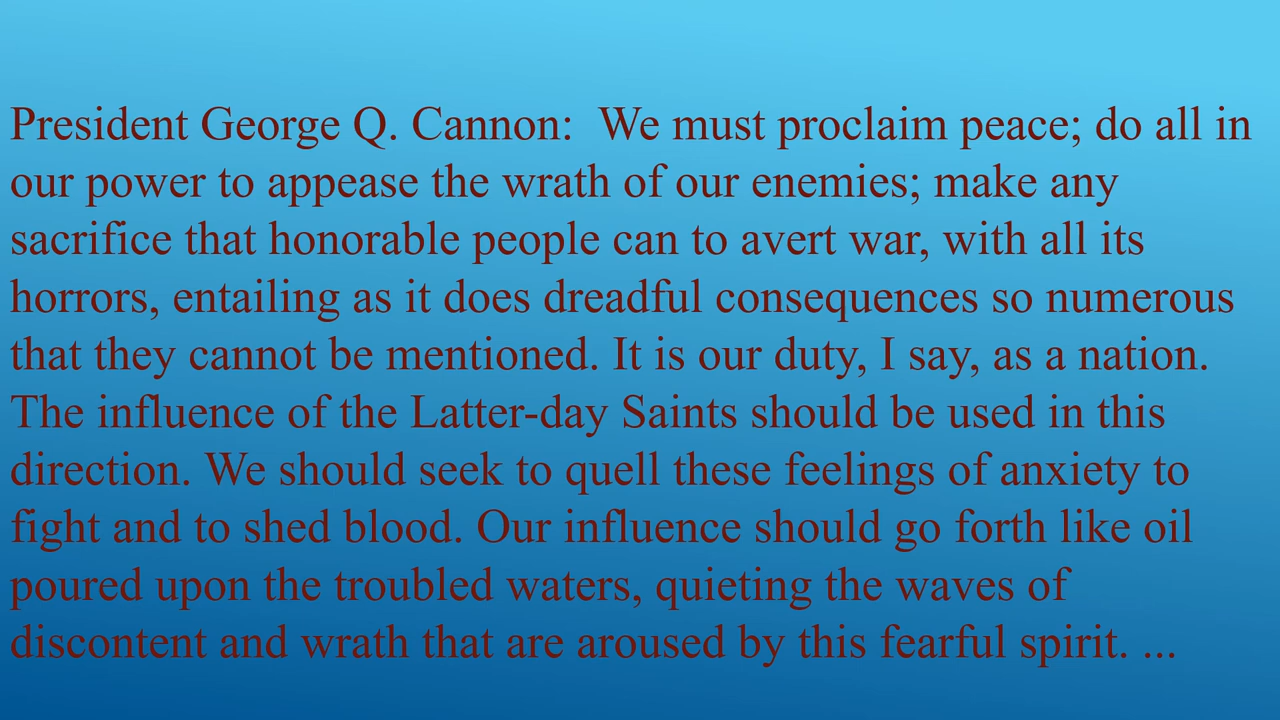 President George Q. Cannon:  We must proclaim peace; do all in
our power to appease the wrath of our enemies; make any
sacrifice that honorable people can to avert war, with all its
horrors, entailing as it does dreadful consequences so numerous
that they cannot be mentioned. It is our duty, I say, as a nation.
The influence of the Latter-day Saints should be used in this
direction. We should seek to quell these feelings of anxiety to
fight and to shed blood. Our influence should go forth like oil
poured upon the troubled waters, quieting the waves of
discontent and wrath that are aroused by this fearful spirit. ...